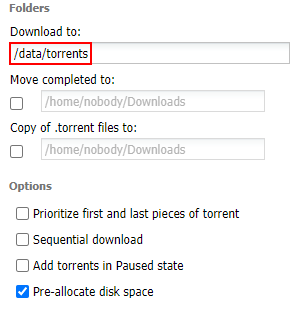 Folders
Download to:
/data/torrents
Move completed to:
/home/nobody/Downloads
Copy of .torrent files to:
/home/nobody/Downloads
Options
Prioritize first and last pieces of torrent
Sequential download
Add torrents in Paused state
Pre-allocate disk space